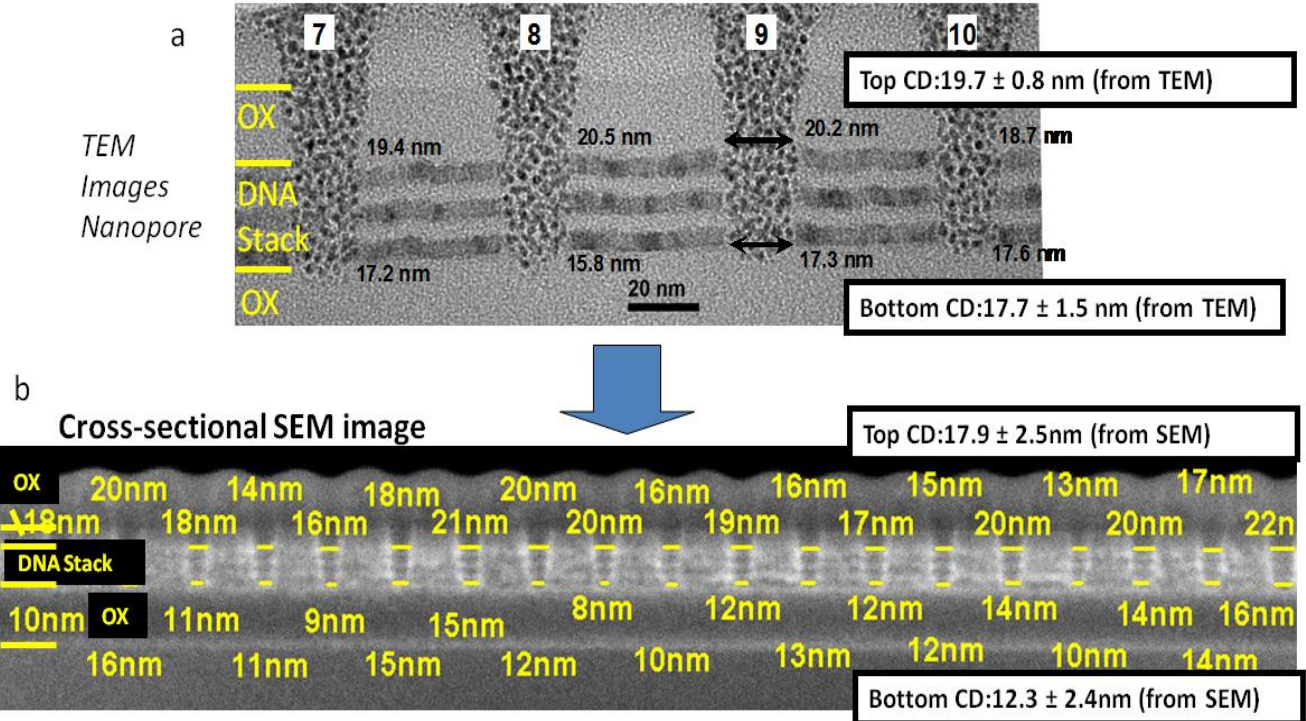 a
7 8 9 10
Top CD:19.7 ± 0.8 nm (from TEM)
OX
TEM
Images
Nanopore
19.4 nm 20.5 nm 20.2 nm 18.7 nm
DNA
Stack
17.2 nm 15.8 nm 17.3 nm 17.6 nm
20 nm
OX
Bottom CD:17.7 ± 1.5 nm (from TEM)
b
Cross-sectional SEM image
Top CD:17.9 ± 2.5nm (from SEM)
OX
20nm 14nm 18nm 20nm 16nm 16nm 15nm 13nm 17nm
18nm 18nm 16nm 21nm 20nm 19nm 17nm 20nm 20nm 22n
DNA Stack
10nm OX 11nm 9nm 15nm 8nm 12nm 12nm 14nm 14nm 16nm
16nm 11nm 15nm 12nm 10nm 13nm 12nm 10nm 14nm
Bottom CD:12.3 ± 2.4nm (from SEM)